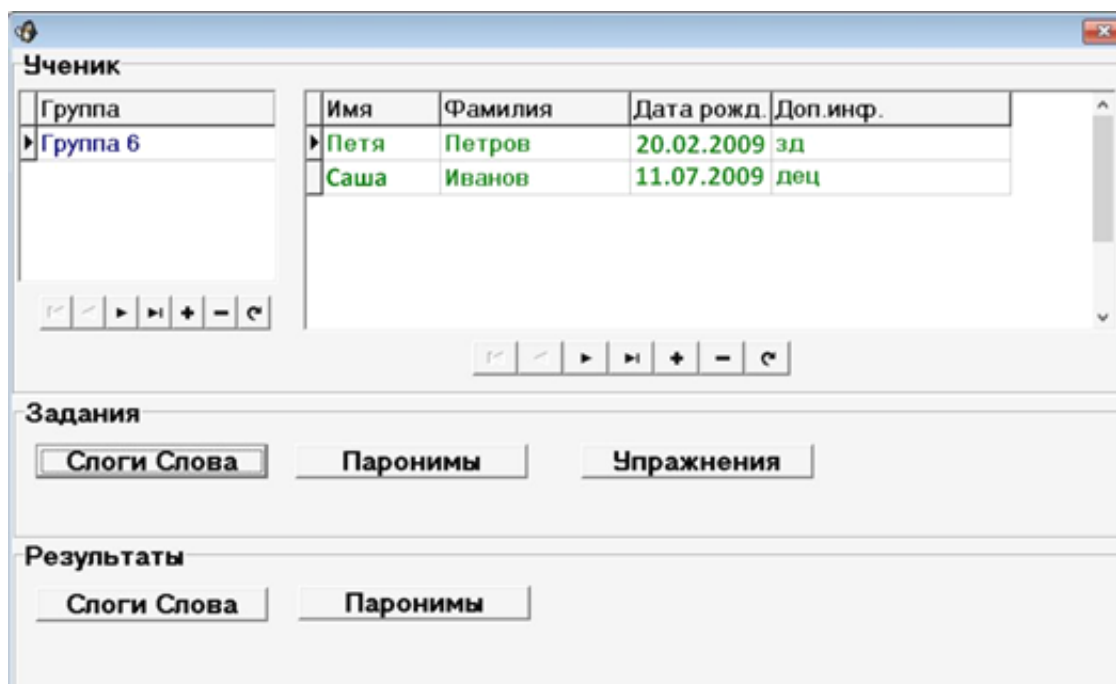 Ученик
Группа
Группа 6
Имя Фамилия Дата рожд. Доп.инф.
Петя Петров 20.02.2009 зд
Саша Иванов 11.07.2009 дец
Задания
Слоги Слова Паронимы Упражнения
Результаты
Слоги Слова Паронимы